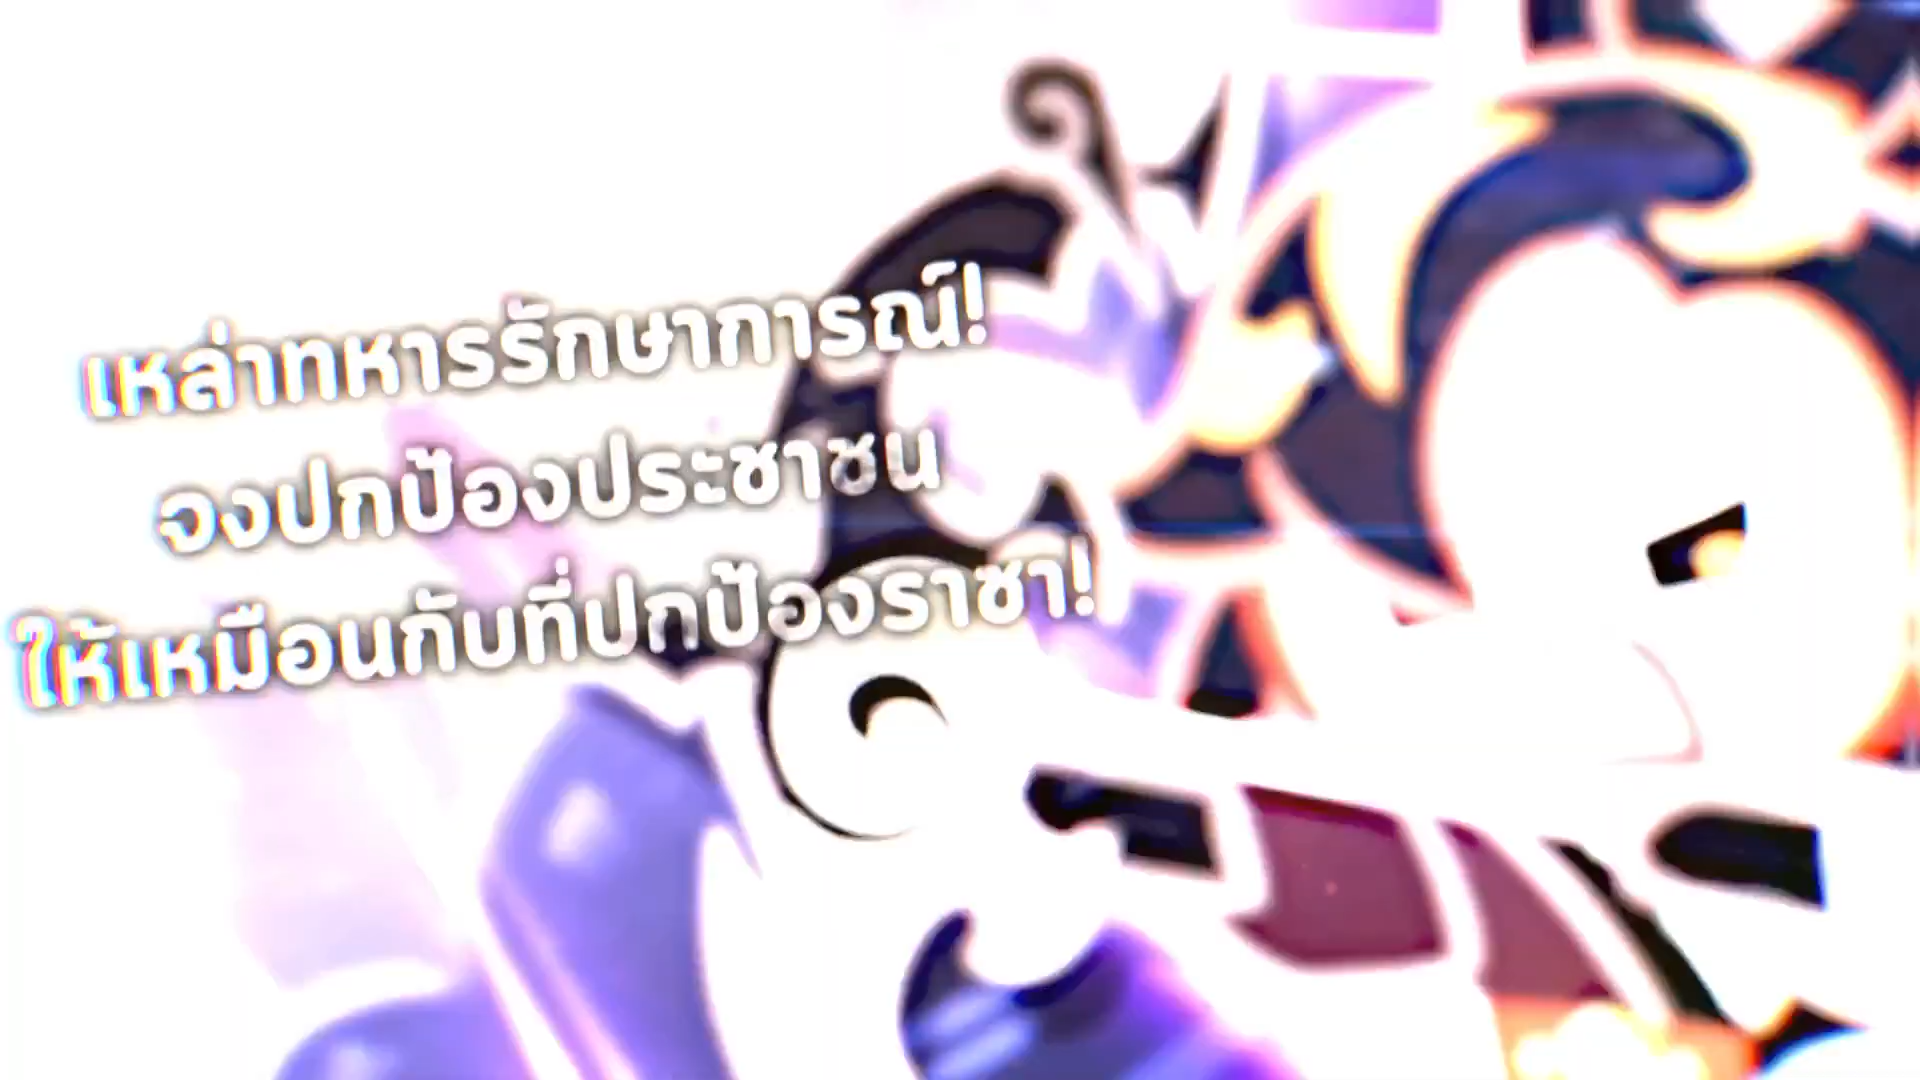 เหล่าทหารรักษาการณ์!
จงปกป้องประชาชน
ให้เหมือนกับที่ปกป้องราชา!